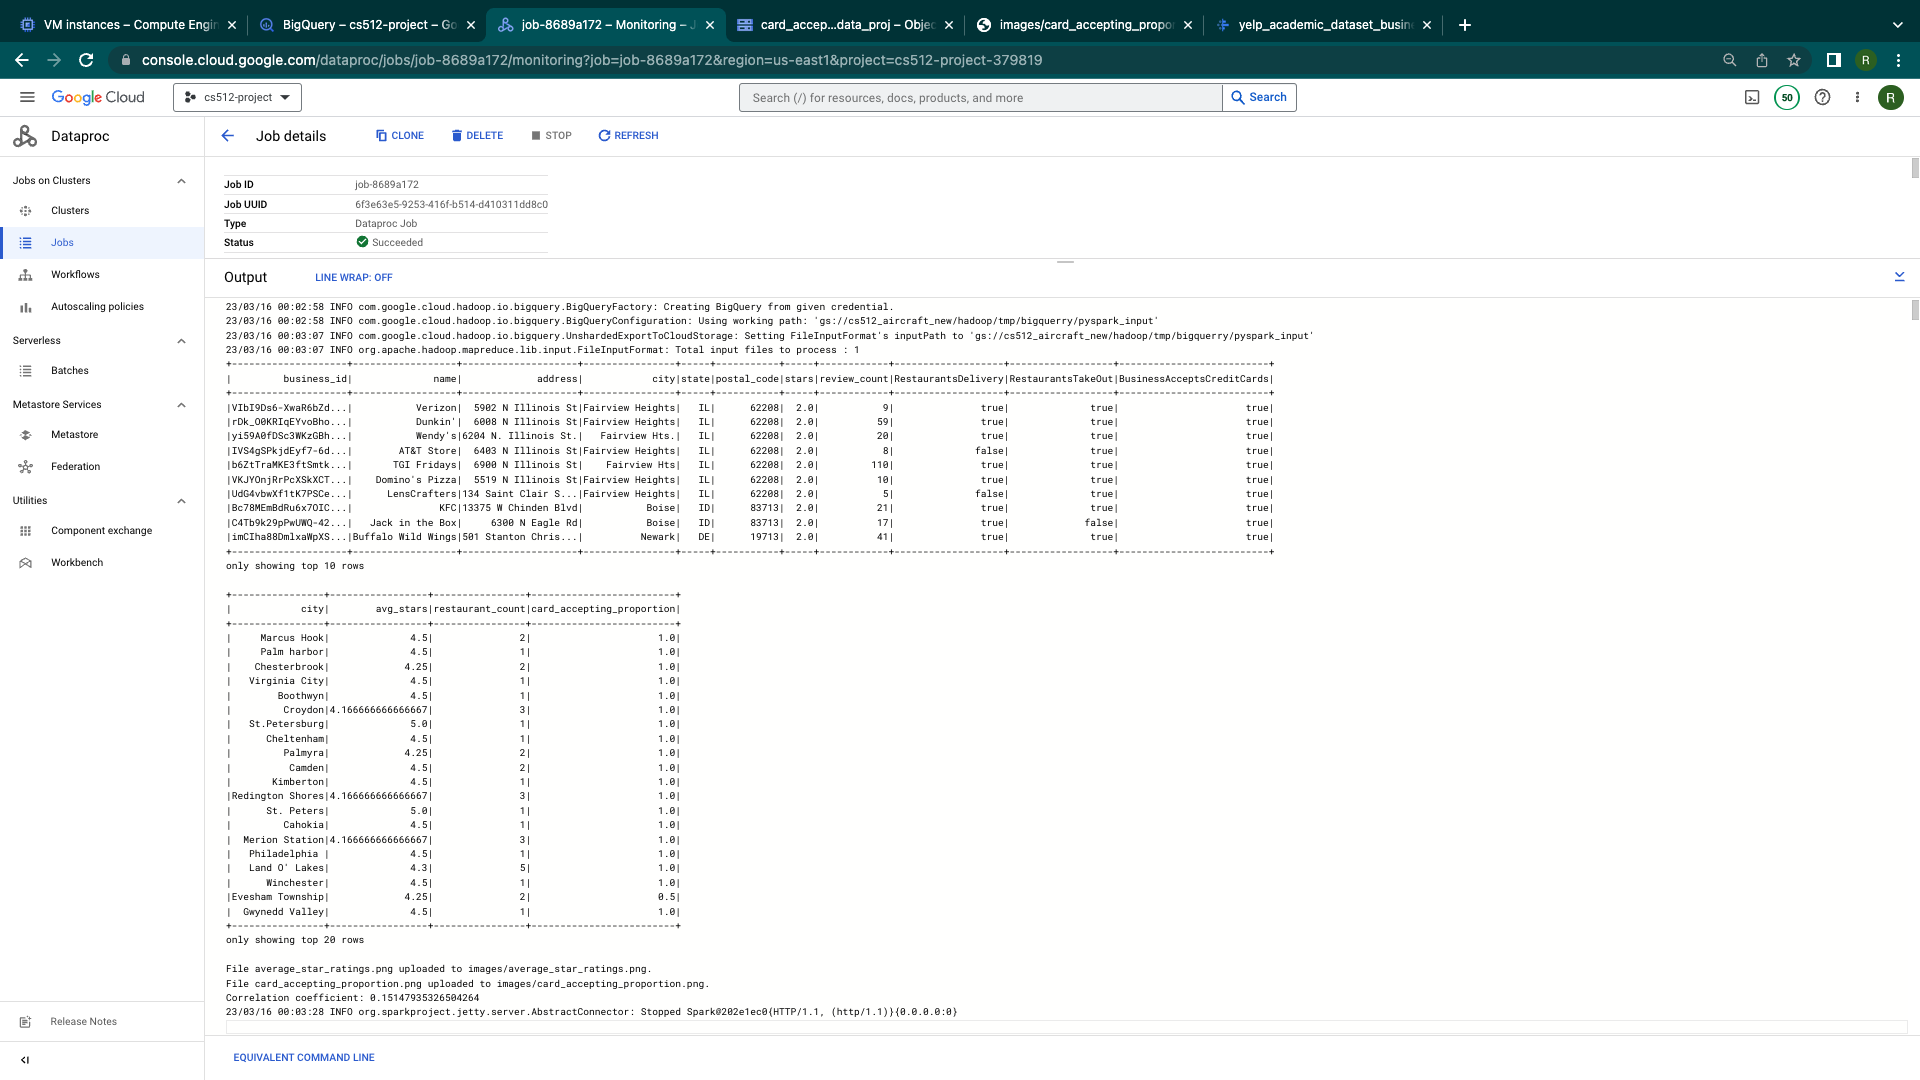 VM instances – Compute Engin
BigQuery – cs512-project – Go
job-8689a172 – Monitoring – J
card_accep...data_proj – Objec
images/card_accepting_propor
yelp_academic_dataset_busin
console.cloud.google.com/dataproc/jobs/job-8689a172/monitoring?job=job-8689a172&region=us-east1&project=cs512-project-379819
R
Google Cloud
cs512-project
Search (/) for resources, docs, products, and more
Search
50
R
Dataproc
Job details
CLONE
DELETE
STOP
REFRESH
Jobs on Clusters
Clusters
Jobs
Workflows
Autoscaling policies
Serverless
Batches
Metastore Services
Metastore
Federation
Utilities
Component exchange
Workbench
Release Notes
Job ID job-8689a172
Job UUID 6f3e63e5-9253-416f-b514-d410311dd8c0
Type Dataproc Job
Status Succeeded
Output
LINE WRAP: OFF
23/03/16 00:02:58 INFO com.google.cloud.hadoop.io.bigquery.BigQueryFactory: Creating BigQuery from given credential.
23/03/16 00:02:58 INFO com.google.cloud.hadoop.io.bigquery.BigQueryConfiguration: Using working path: 'gs://cs512_aircraft_new/hadoop/tmp/bigquerry/pyspark_input'
23/03/16 00:03:07 INFO com.google.cloud.hadoop.io.bigquery.UnshardedExportToCloudStorage: Setting FileInputFormat's inputPath to 'gs://cs512_aircraft_new/hadoop/tmp/bigquerry/pyspark_input'
23/03/16 00:03:07 INFO org.apache.hadoop.mapreduce.lib.input.FileInputFormat: Total input files to process : 1
+--------------------+------------------+--------------------+----------------+-----+-----------+-----+------------+-------------------+------------------+--------------------------+
| business_id| name| address| city|state|postal_code|stars|review_count|RestaurantsDelivery|RestaurantsTakeOut|BusinessAcceptsCreditCards|
+--------------------+------------------+--------------------+----------------+-----+-----------+-----+------------+-------------------+------------------+--------------------------+
|VIbI9Ds6-XwaR6bZd...| Verizon| 5902 N Illinois St|Fairview Heights| IL| 62208| 2.0| 9| true| true| true|
|rDk_O0KRIqEYvoBho...| Dunkin'| 6008 N Illinois St|Fairview Heights| IL| 62208| 2.0| 59| true| true| true|
|yi59A0fDSc3WKzGBh...| Wendy's|6204 N. Illinois St.| Fairview Hts.| IL| 62208| 2.0| 20| true| true| true|
|IVS4gSPkjdEyf7-6d...| AT&T Store| 6403 N Illinois St|Fairview Heights| IL| 62208| 2.0| 8| false| true| true|
|b6ZtTraMKE3ftSmtk...| TGI Fridays| 6900 N Illinois St| Fairview Hts| IL| 62208| 2.0| 110| true| true| true|
|VKJYOnjRrPcXSkXCT...| Domino's Pizza| 5519 N Illinois St|Fairview Heights| IL| 62208| 2.0| 10| true| true| true|
|UdG4vbwXf1tK7PSCe...| LensCrafters|134 Saint Clair S...|Fairview Heights| IL| 62208| 2.0| 5| false| true| true|
|Bc78MEmBdRu6x7OIC...| KFC|13375 W Chinden Blvd| Boise| ID| 83713| 2.0| 21| true| true| true|
|C4Tb9k29pPwUWQ-42...| Jack in the Box| 6300 N Eagle Rd| Boise| ID| 83713| 2.0| 17| true| false| true|
|imCIha88DmlxaWpXS...|Buffalo Wild Wings|501 Stanton Chris...| Newark| DE| 19713| 2.0| 41| true| true| true|
+--------------------+------------------+--------------------+----------------+-----+-----------+-----+------------+-------------------+------------------+--------------------------+
only showing top 10 rows
+----------------+-----------------+----------------+-------------------------+
| city| avg_stars|restaurant_count|card_accepting_proportion|
+----------------+-----------------+----------------+-------------------------+
| Marcus Hook| 4.5| 2| 1.0|
| Palm harbor| 4.5| 1| 1.0|
| Chesterbrook| 4.25| 2| 1.0|
| Virginia City| 4.5| 1| 1.0|
| Boothwyn| 4.5| 1| 1.0|
| Croydon|4.166666666666667| 3| 1.0|
| St.Petersburg| 5.0| 1| 1.0|
| Cheltenham| 4.5| 1| 1.0|
| Palmyra| 4.25| 2| 1.0|
| Camden| 4.5| 2| 1.0|
| Kimberton| 4.5| 1| 1.0|
|Redington Shores|4.166666666666667| 3| 1.0|
| St. Peters| 5.0| 1| 1.0|
| Cahokia| 4.5| 1| 1.0|
| Merion Station|4.166666666666667| 3| 1.0|
| Philadelphia | 4.5| 1| 1.0|
| Land O' Lakes| 4.3| 5| 1.0|
| Winchester| 4.5| 1| 1.0|
|Evesham Township| 4.25| 2| 0.5|
| Gwynedd Valley| 4.5| 1| 1.0|
+----------------+-----------------+----------------+-------------------------+
only showing top 20 rows
File average_star_ratings.png uploaded to images/average_star_ratings.png.
File card_accepting_proportion.png uploaded to images/card_accepting_proportion.png.
Correlation coefficient: 0.15147935326504264
23/03/16 00:03:28 INFO org.sparkproject.jetty.server.AbstractConnector: Stopped Spark@202e1ec0{HTTP/1.1, (http/1.1)}{0.0.0.0:0}
EQUIVALENT COMMAND LINE